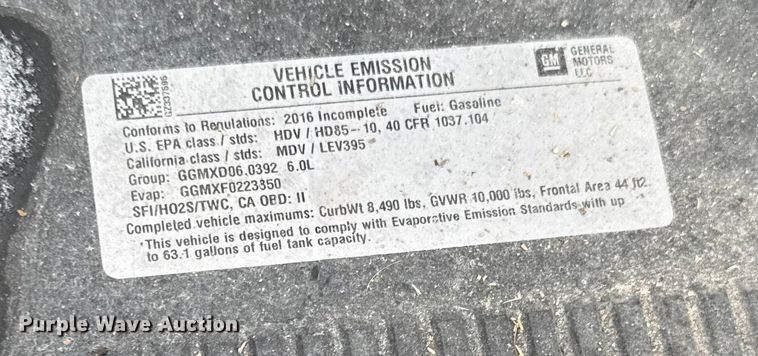 VEHICLE EMISSION
CONTROL INFORMATION
GM GENERAL
MOTORS
LLC
Conforms to Regulations: 2016 Incomplete Fuel: Gasoline
U.S. EPA class / stds: HDV / HD85-10, 40 CFR 1037.104
California class / stds: MDV / LEV395
Group: GGMXD06.0392 6.0L
Evap: GGMXF0223350
SFI/HO2S/TWC, CA OBD: II
Completed vehicle maximums: CurbWt 8,490 lbs, GVWR 10,000 lbs, Frontal Area 44 ft2.
*This vehicle is designed to comply with Evaporative Emission Standards with up
to 63.1 gallons of fuel tank capacity.
Purple Wave Auction